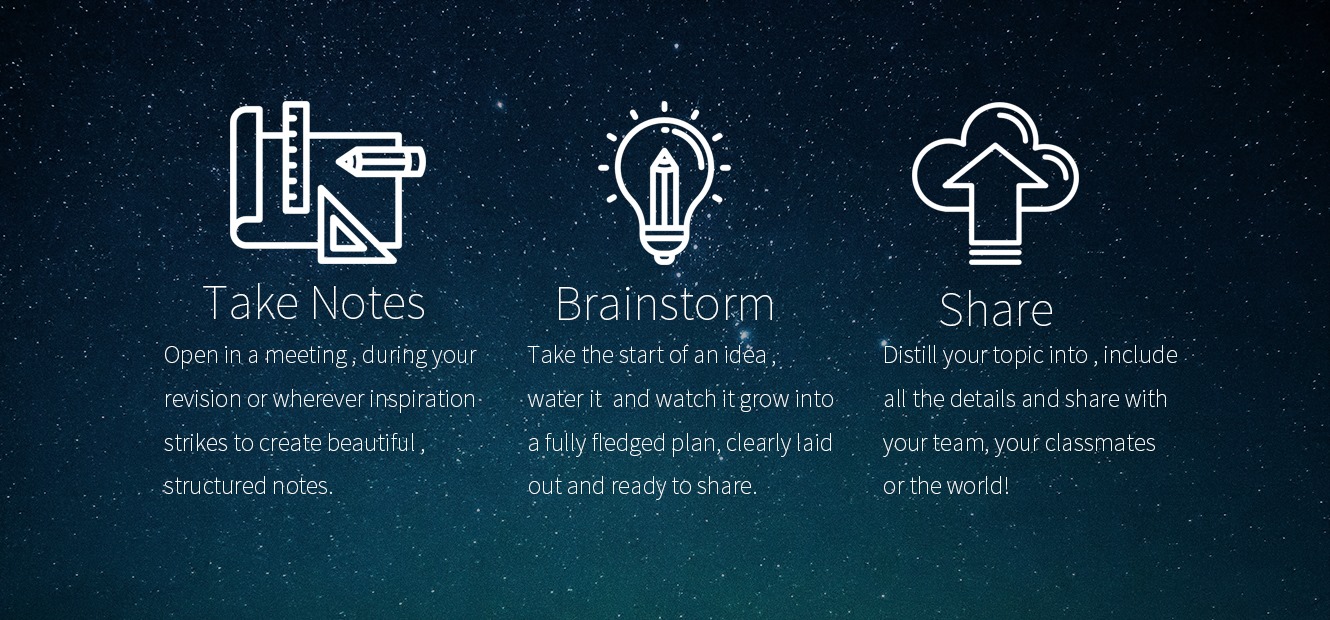 Take Notes
Open in a meeting , during your
revision or wherever inspiration
strikes to create beautiful ,
structured notes.
Brainstorm
Take the start of an idea ,
water it  and watch it grow into
a fully fledged plan, clearly laid
out and ready to share.
Share
Distill your topic into , include
all the details and share with
your team, your classmates
or the world!